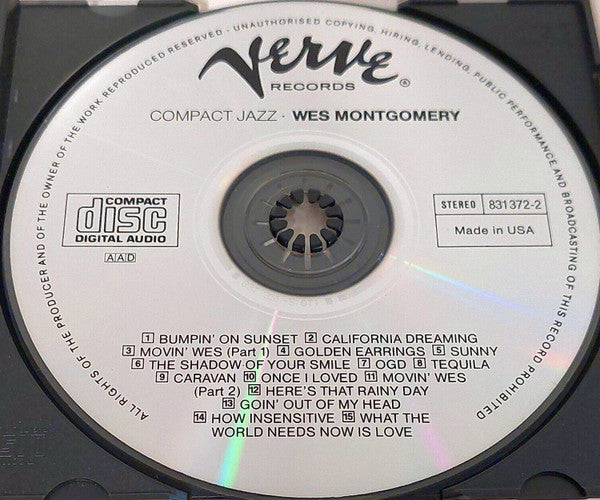 ALL RIGHTS OF THE PRODUCER AND OF THE OWNER OF THE WORK REPRODUCED RESERVED · UNAUTHORISED COPYING, HIRING, LENDING, PUBLIC PERFORMANCE AND BROADCASTING OF THIS RECORD PROHIBITED
Verve ®
RECORDS
COMPACT JAZZ · WES MONTGOMERY
COMPACT
disc
DIGITAL AUDIO
AAD
STEREO 831 372-2
Made in USA
1 BUMPIN' ON SUNSET 2 CALIFORNIA DREAMING
3 MOVIN' WES (Part 1) 4 GOLDEN EARRINGS 5 SUNNY
6 THE SHADOW OF YOUR SMILE 7 OGD 8 TEQUILA
9 CARAVAN 10 ONCE I LOVED 11 MOVIN' WES
(Part 2) 12 HERE'S THAT RAINY DAY
13 GOIN' OUT OF MY HEAD
14 HOW INSENSITIVE 15 WHAT THE
WORLD NEEDS NOW IS LOVE